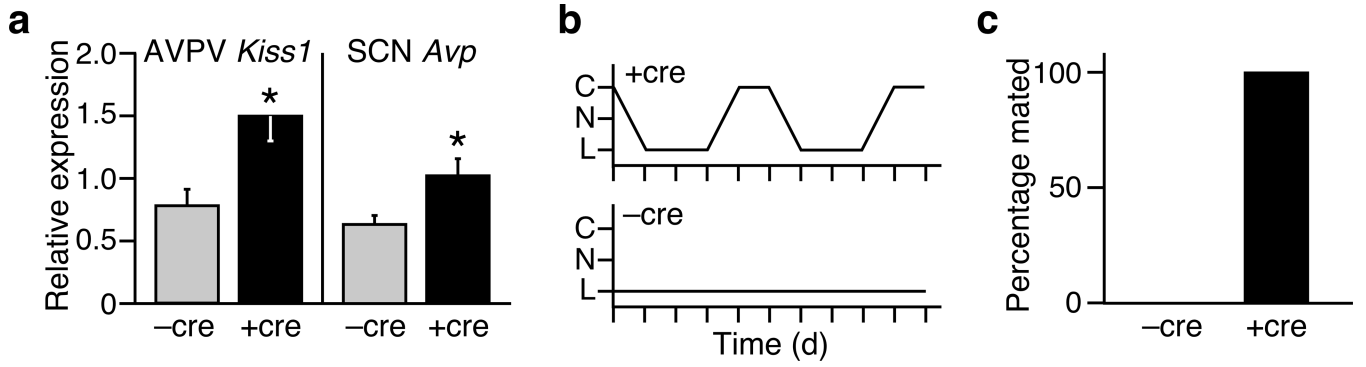 a
AVPV Kiss1
SCN Avp
Relative expression
2.0
1.5
1.0
0.5
0
*
*
–cre
+cre
–cre
+cre
b
+cre
C
N
L
–cre
C
N
L
Time (d)
c
Percentage mated
100
50
0
–cre
+cre